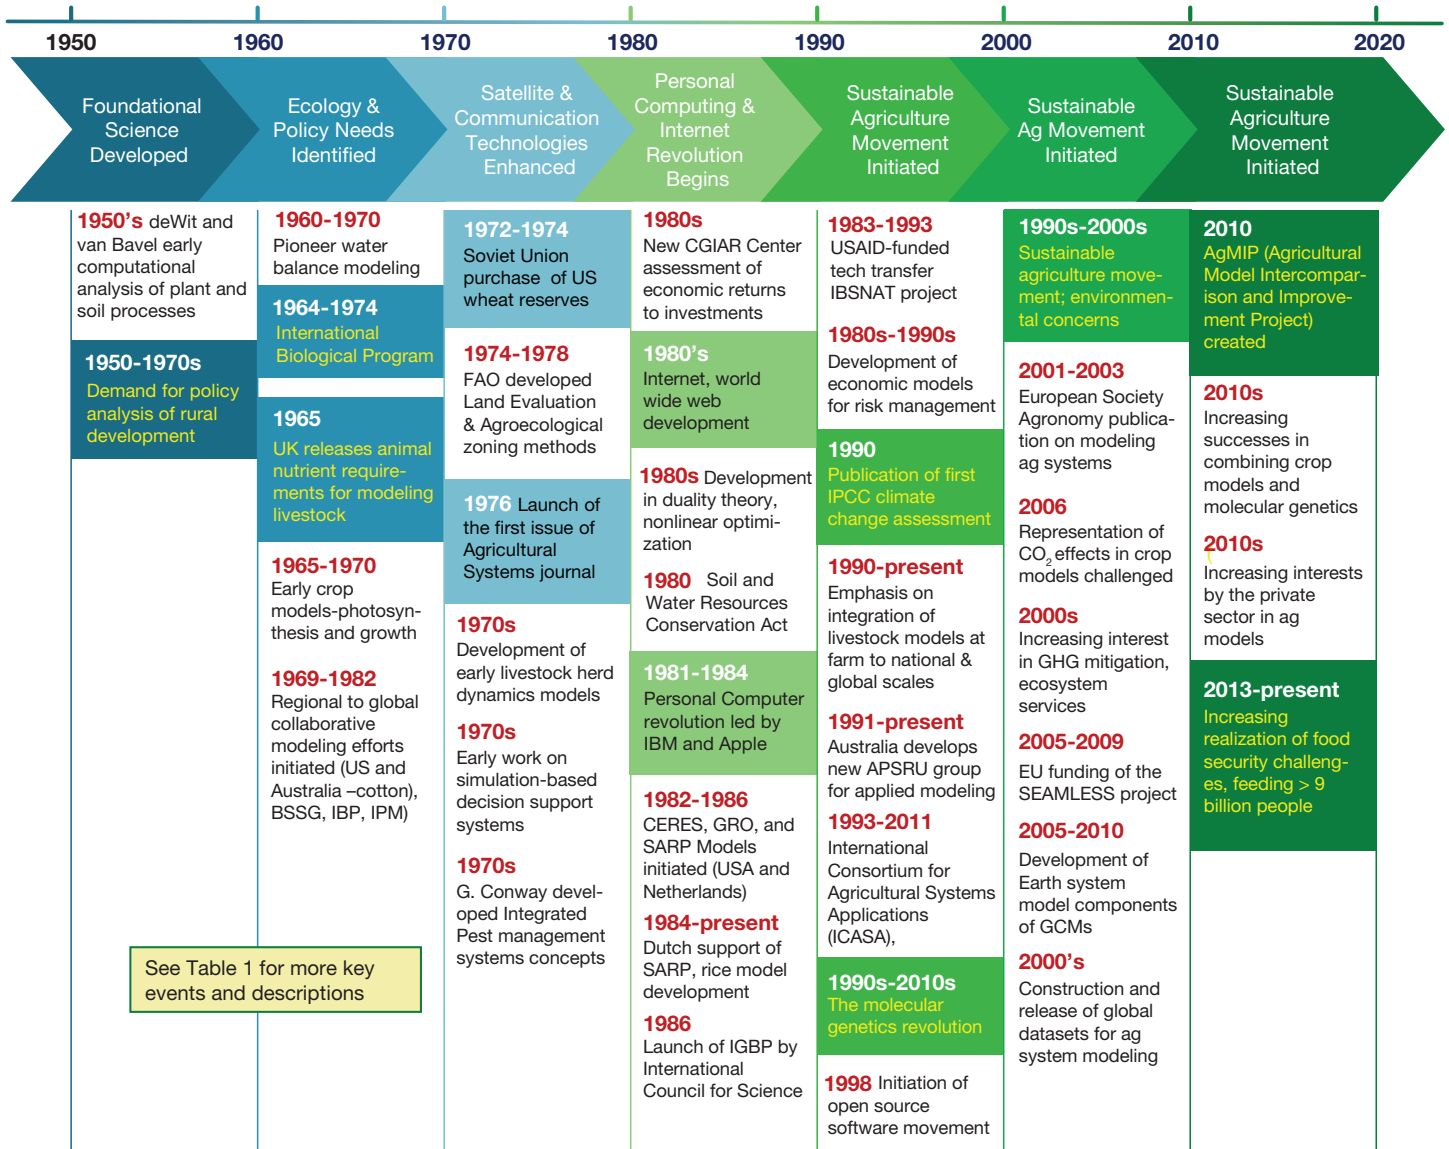 1950
1960
1970
1980
1990
2000
2010
2020
Foundational
Science
Developed
Ecology &
Policy Needs
Identified
Satellite &
Communication
Technologies
Enhanced
Personal
Computing &
Internet
Revolution
Begins
Sustainable
Agriculture
Movement
Initiated
Sustainable
Ag Movement
Initiated
Sustainable
Agriculture
Movement
Initiated
1950's deWit and
van Bavel early
computational
analysis of plant and
soil processes
1950-1970s
Demand for policy
analysis of rural
development
1960-1970
Pioneer water
balance modeling
1964-1974
International
Biological Program
1965
UK releases animal
nutrient require-
ments for modeling
livestock
1965-1970
Early crop
models-photosyn-
thesis and growth
1969-1982
Regional to global
collaborative
modeling efforts
initiated (US and
Australia –cotton),
BSSG, IBP, IPM)
See Table 1 for more key
events and descriptions
1972-1974
Soviet Union
purchase of US
wheat reserves
1974-1978
FAO developed
Land Evaluation
& Agroecological
zoning methods
1976 Launch of
the first issue of
Agricultural
Systems journal
1970s
Development of
early livestock herd
dynamics models
1970s
Early work on
simulation-based
decision support
systems
1970s
G. Conway devel-
oped Integrated
Pest management
systems concepts
1980s
New CGIAR Center
assessment of
economic returns
to investments
1980's
Internet, world
wide web
development
1980s Development
in duality theory,
nonlinear optimi-
zation
1980 Soil and
Water Resources
Conservation Act
1981-1984
Personal Computer
revolution led by
IBM and Apple
1982-1986
CERES, GRO, and
SARP Models
initiated (USA and
Netherlands)
1984-present
Dutch support of
SARP, rice model
development
1986
Launch of IGBP by
International
Council for Science
1983-1993
USAID-funded
tech transfer
IBSNAT project
1980s-1990s
Development of
economic models
for risk management
1990
Publication of first
IPCC climate
change assessment
1990-present
Emphasis on
integration of
livestock models at
farm to national &
global scales
1991-present
Australia develops
new APSRU group
for applied modeling
1993-2011
International
Consortium for
Agricultural Systems
Applications
(ICASA),
1990s-2010s
The molecular
genetics revolution
1998 Initiation of
open source
software movement
1990s-2000s
Sustainable
agriculture move-
ment; environmen-
tal concerns
2001-2003
European Society
Agronomy publica-
tion on modeling
ag systems
2006
Representation of
CO2 effects in crop
models challenged
2000s
Increasing interest
in GHG mitigation,
ecosystem
services
2005-2009
EU funding of the
SEAMLESS project
2005-2010
Development of
Earth system
model components
of GCMs
2000's
Construction and
release of global
datasets for ag
system modeling
2010
AgMIP (Agricultural
Model Intercompar-
ison and Improve-
ment Project)
created
2010s
Increasing
successes in
combining crop
models and
molecular genetics
2010s
(
Increasing interests
by the private
sector in ag
models
2013-present
Increasing
realization of food
security challeng-
es, feeding > 9
billion people